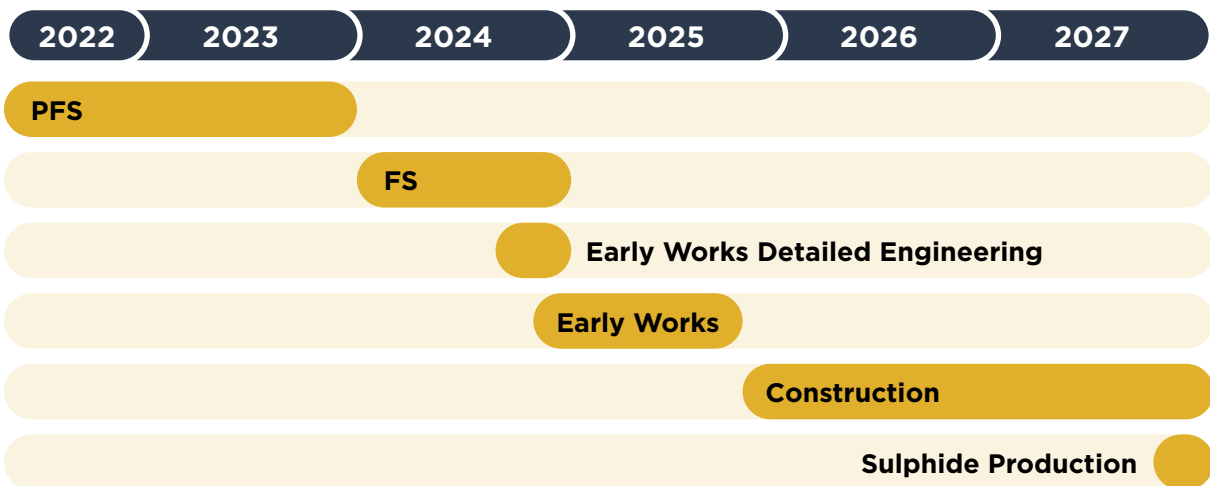 2022 2023 2024 2025 2026 2027
PFS
FS
Early Works Detailed Engineering
Early Works
Construction
Sulphide Production